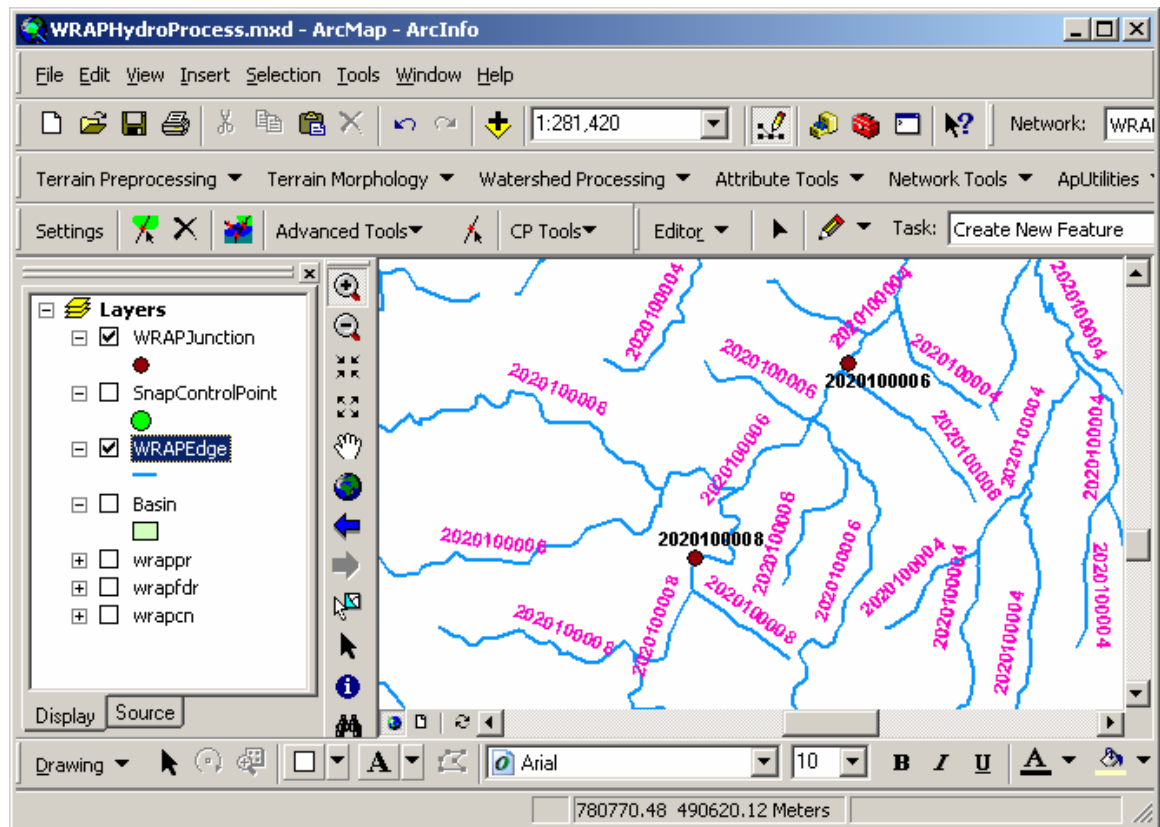 WRAPHydroProcess.mxd - ArcMap - ArcInfo
File Edit View Insert Selection Tools Window Help
1:281,420
Network: WRAI
Terrain Preprocessing Terrain Morphology Watershed Processing Attribute Tools Network Tools ApUtilities
Settings Advanced Tools CP Tools Editor Task: Create New Feature
Layers
WRAPJunction
SnapControlPoint
WRAPEdge
Basin
wrappr
wrapfdr
wrapcn
Display Source
2020100004
2020100004
2020100004
2020100008
2020100006
2020100004
2020100006
2020100006
2020100006
2020100004
2020100004
2020100006
2020100008
2020100008
2020100006
2020100004
2020100004
2020100004
2020100008
2020100008
2020100008
2020100004
Drawing A Arial 10 B I U A
780770.48 490620.12 Meters